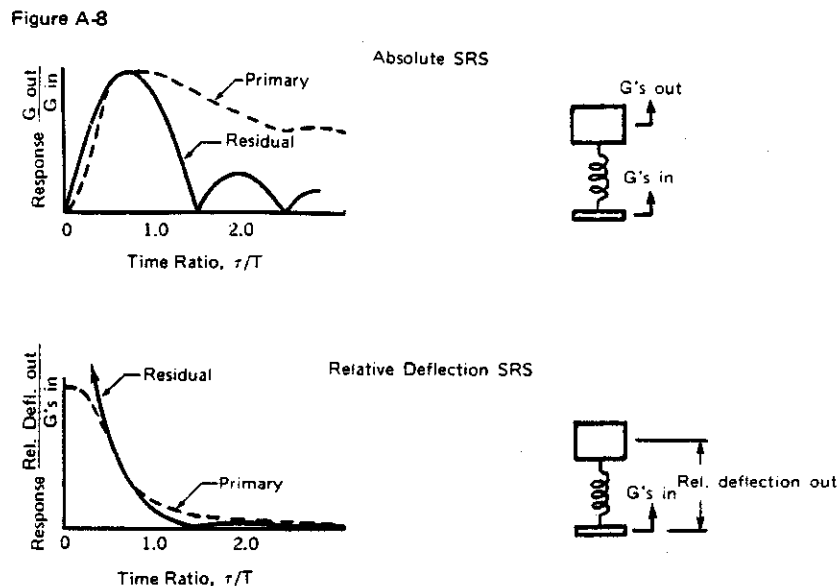 Figure A-8
Absolute SRS
Response G out / G in
Primary
Residual
0 1.0 2.0
Time Ratio, τ/T
G's out
G's in
Relative Deflection SRS
Response Rel. Defl. out / G's in
Residual
Primary
0 1.0 2.0
Time Ratio, τ/T
G's in
Rel. deflection out